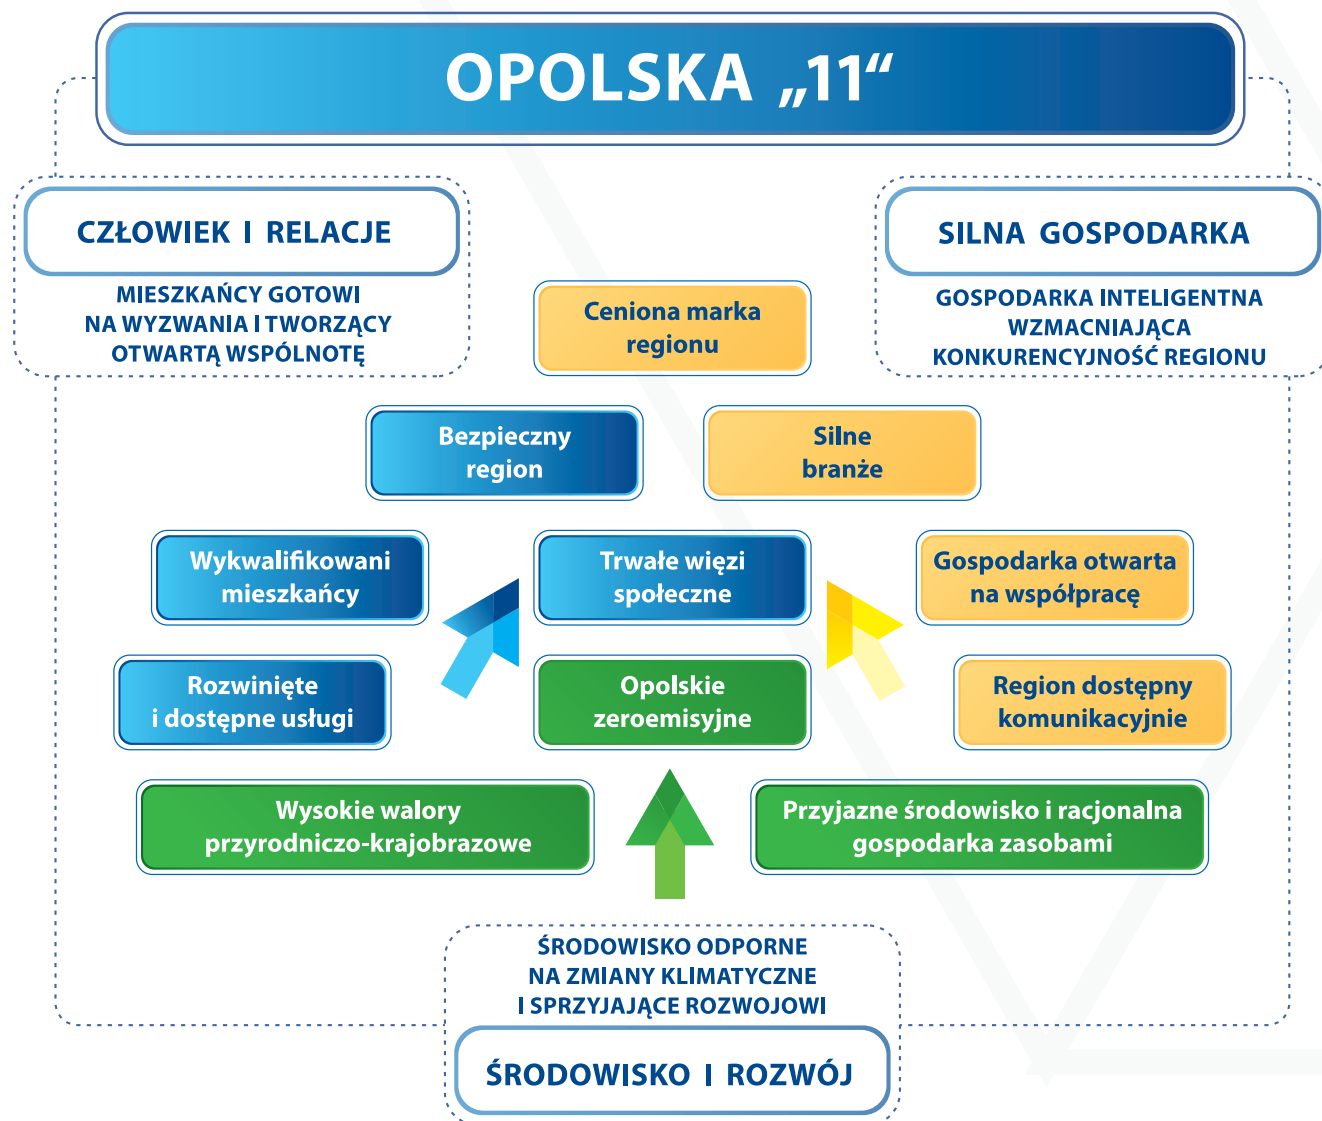 OPOLSKA „11“
CZŁOWIEK I RELACJE
MIESZKAŃCY GOTOWI
NA WYZWANIA I TWORZĄCY
OTWARTĄ WSPÓLNOTĘ
SILNA GOSPODARKA
GOSPODARKA INTELIGENTNA
WZMACNIAJĄCA
KONKURENCYJNOŚĆ REGIONU
Ceniona marka
regionu
Bezpieczny
region
Silne
branże
Wykwalifikowani
mieszkańcy
Trwałe więzi
społeczne
Gospodarka otwarta
na współpracę
Rozwinięte
i dostępne usługi
Opolskie
zeroemisyjne
Region dostępny
komunikacyjnie
Wysokie walory
przyrodniczo-krajobrazowe
Przyjazne środowisko i racjonalna
gospodarka zasobami
ŚRODOWISKO ODPORNE
NA ZMIANY KLIMATYCZNE
I SPRZYJAJĄCE ROZWOJOWI
ŚRODOWISKO I ROZWÓJ